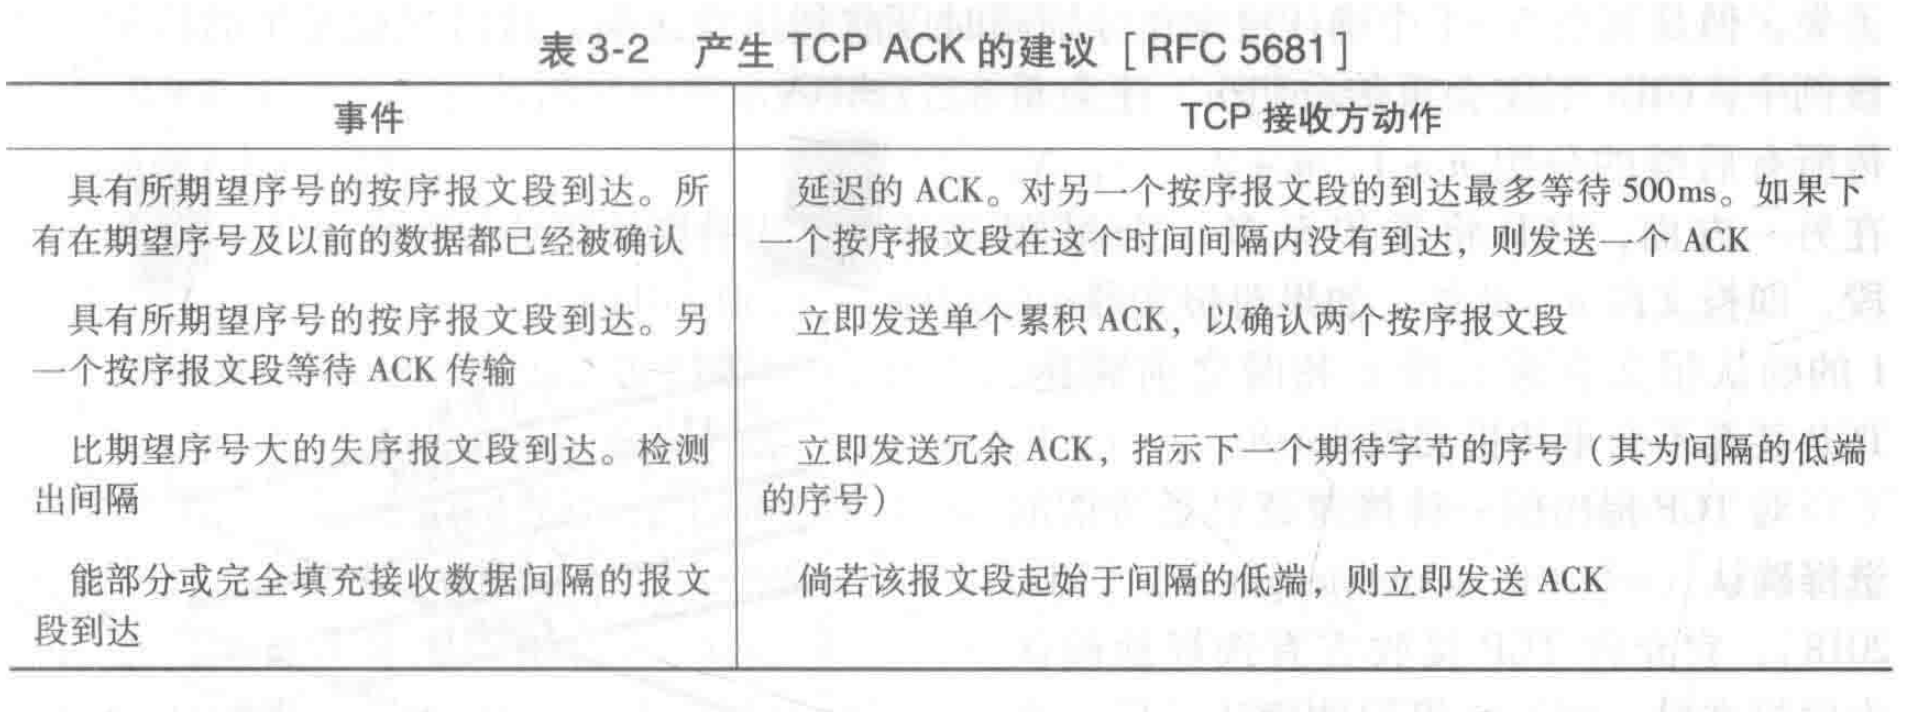 表 3-2 产生 TCP ACK 的建议 [RFC 5681]
事件
TCP 接收方动作
具有所期望序号的按序报文段到达。所
有在期望序号及以前的数据都已经被确认
延迟的 ACK。对另一个按序报文段的到达最多等待 500ms。如果下
一个按序报文段在这个时间间隔内没有到达，则发送一个 ACK
具有所期望序号的按序报文段到达。另
一个按序报文段等待 ACK 传输
立即发送单个累积 ACK，以确认两个按序报文段
比期望序号大的失序报文段到达。检测
出间隔
立即发送冗余 ACK，指示下一个期待字节的序号（其为间隔的低端
的序号）
能部分或完全填充接收数据间隔的报文
段到达
倘若该报文段起始于间隔的低端，则立即发送 ACK